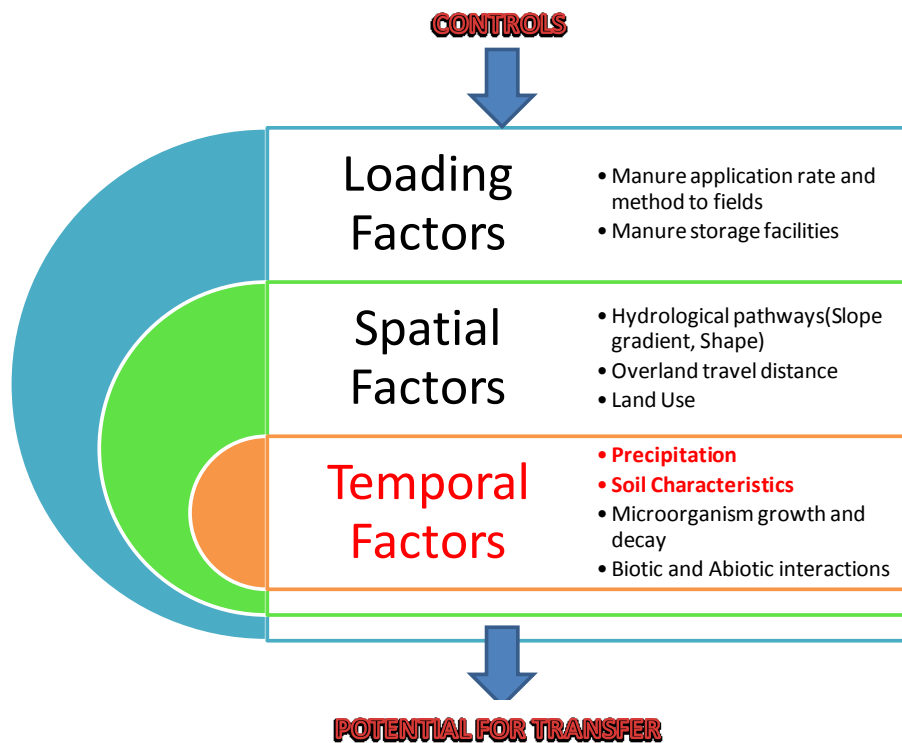 CONTROLS
Loading
Factors
• Manure application rate and
method to fields
• Manure storage facilities
Spatial
Factors
• Hydrological pathways(Slope
gradient, Shape)
• Overland travel distance
• Land Use
Temporal
Factors
• Precipitation
• Soil Characteristics
• Microorganism growth and
decay
• Biotic and Abiotic interactions
POTENTIAL FOR TRANSFER